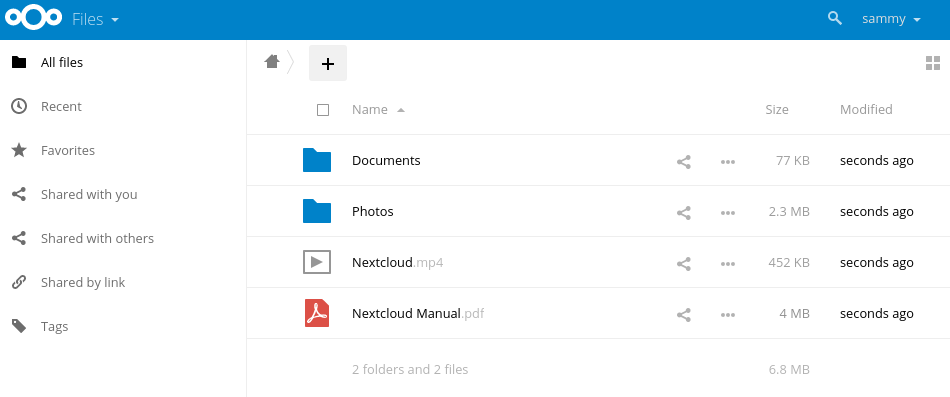 Files sammy
All files
Recent
Favorites
Shared with you
Shared with others
Shared by link
Tags
Name Size Modified
Documents 77 KB seconds ago
Photos 2.3 MB seconds ago
Nextcloud.mp4 452 KB seconds ago
Nextcloud Manual.pdf 4 MB seconds ago
2 folders and 2 files 6.8 MB